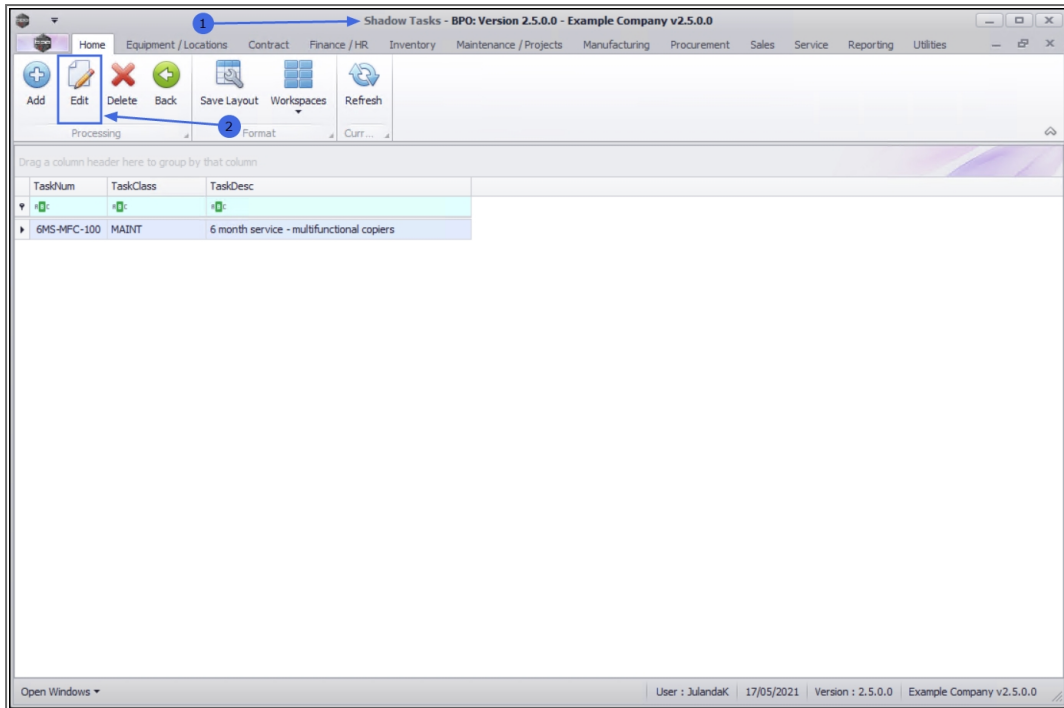 1
Shadow Tasks - BPO: Version 2.5.0.0 - Example Company v2.5.0.0
Home Equipment / Locations Contract Finance / HR Inventory Maintenance / Projects Manufacturing Procurement Sales Service Reporting Utilities
Add Edit Delete Back Save Layout Workspaces Refresh
2
Processing Format Curr...
Drag a column header here to group by that column
TaskNum TaskClass TaskDesc
6MS-MFC-100 MAINT 6 month service - multifunctional copiers
Open Windows User : JulandaK 17/05/2021 Version : 2.5.0.0 Example Company v2.5.0.0